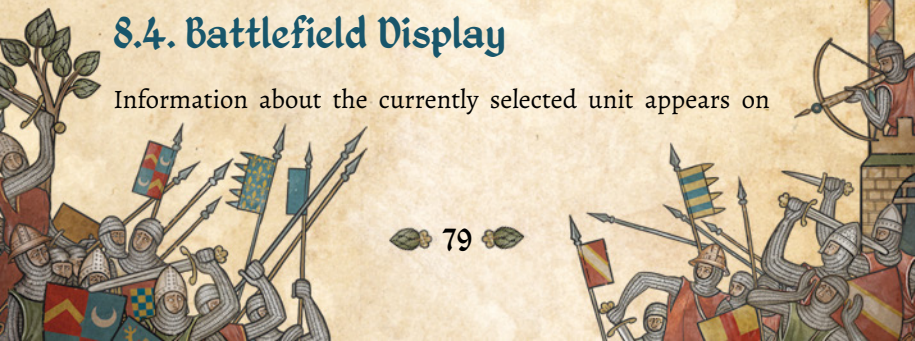 8.4. Battlefield Display
Information about the currently selected unit appears on
79